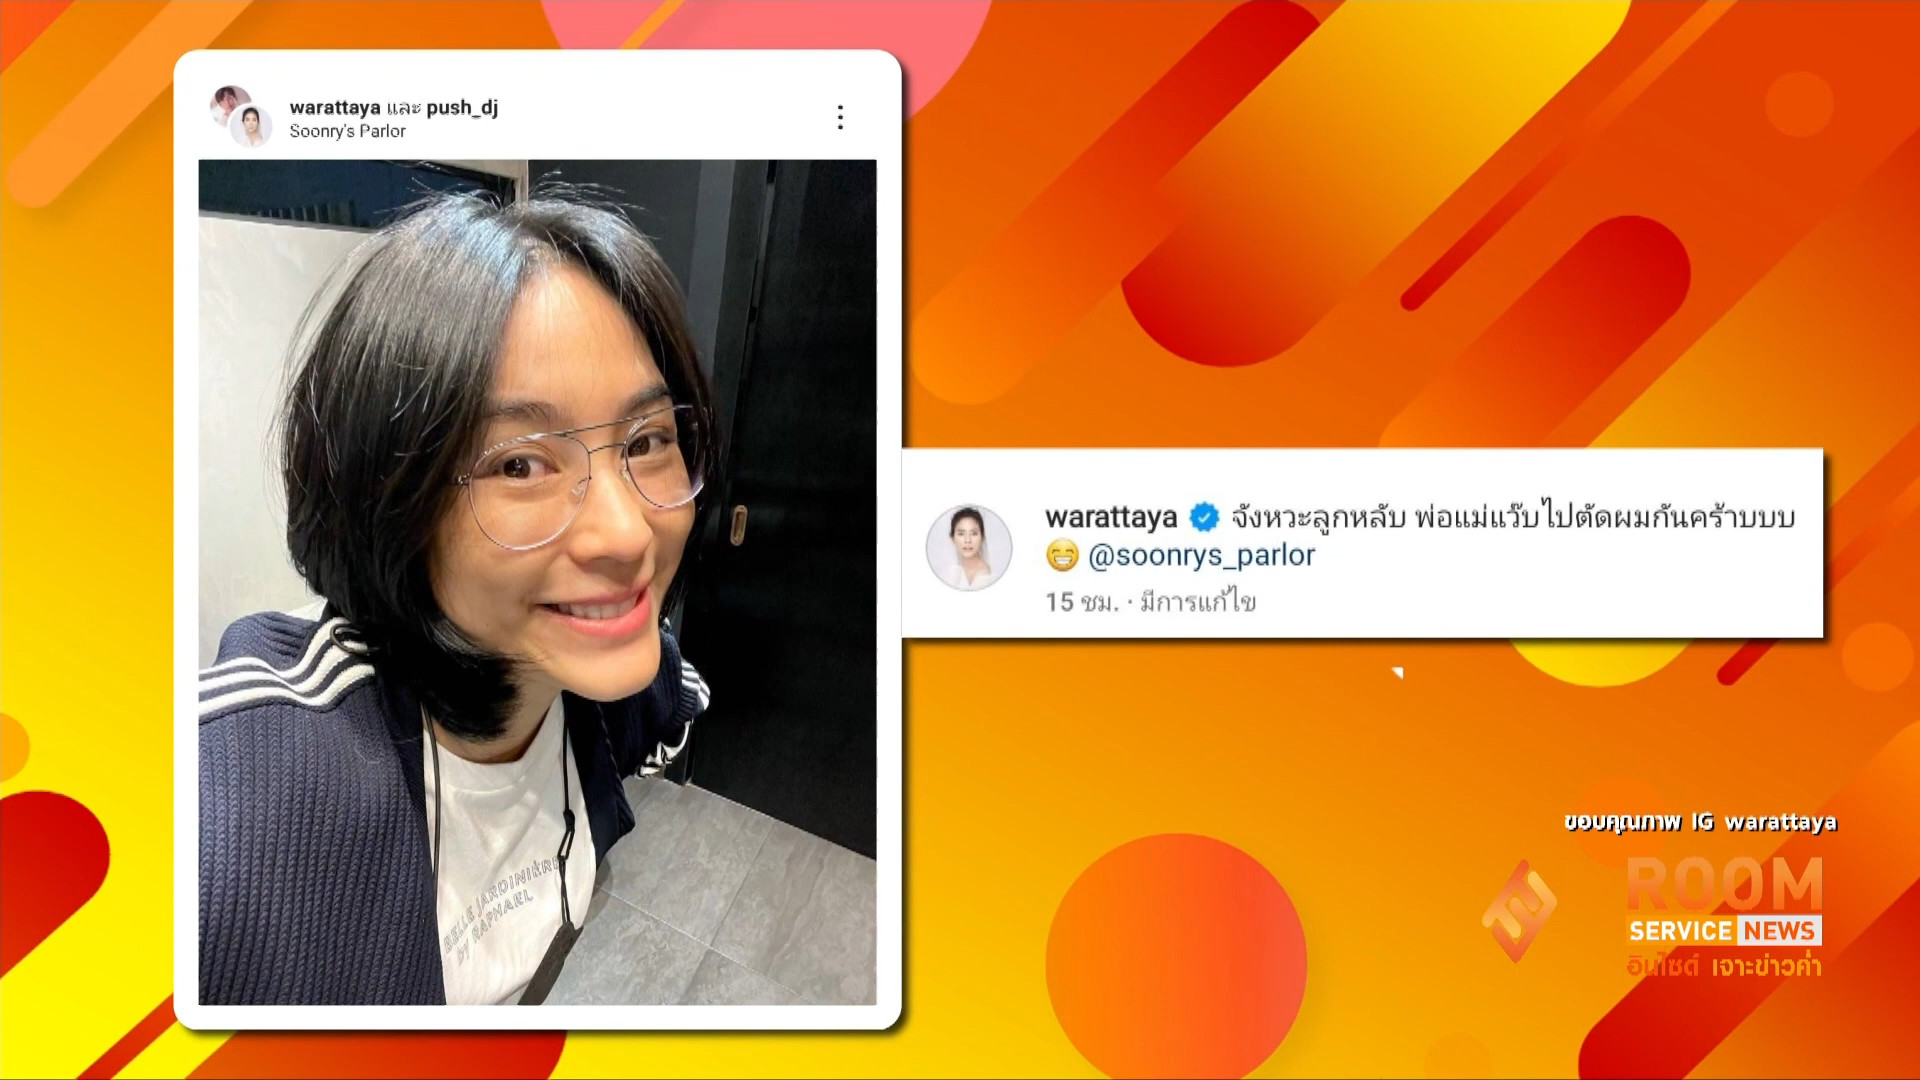 warattaya และ push_dj
Soonry's Parlor
BELLE JARDINIÈRE
by RAPHAEL
warattaya จังหวะลูกหลับ พ่อแม่แว๊บไปตัดผมกันคร้าบบบ
😁 @soonrys_parlor
15 ชม. · มีการแก้ไข
ขอบคุณภาพ IG warattaya
ROOM
SERVICE NEWS
อินไซด์ เจาะข่าวค่ำ